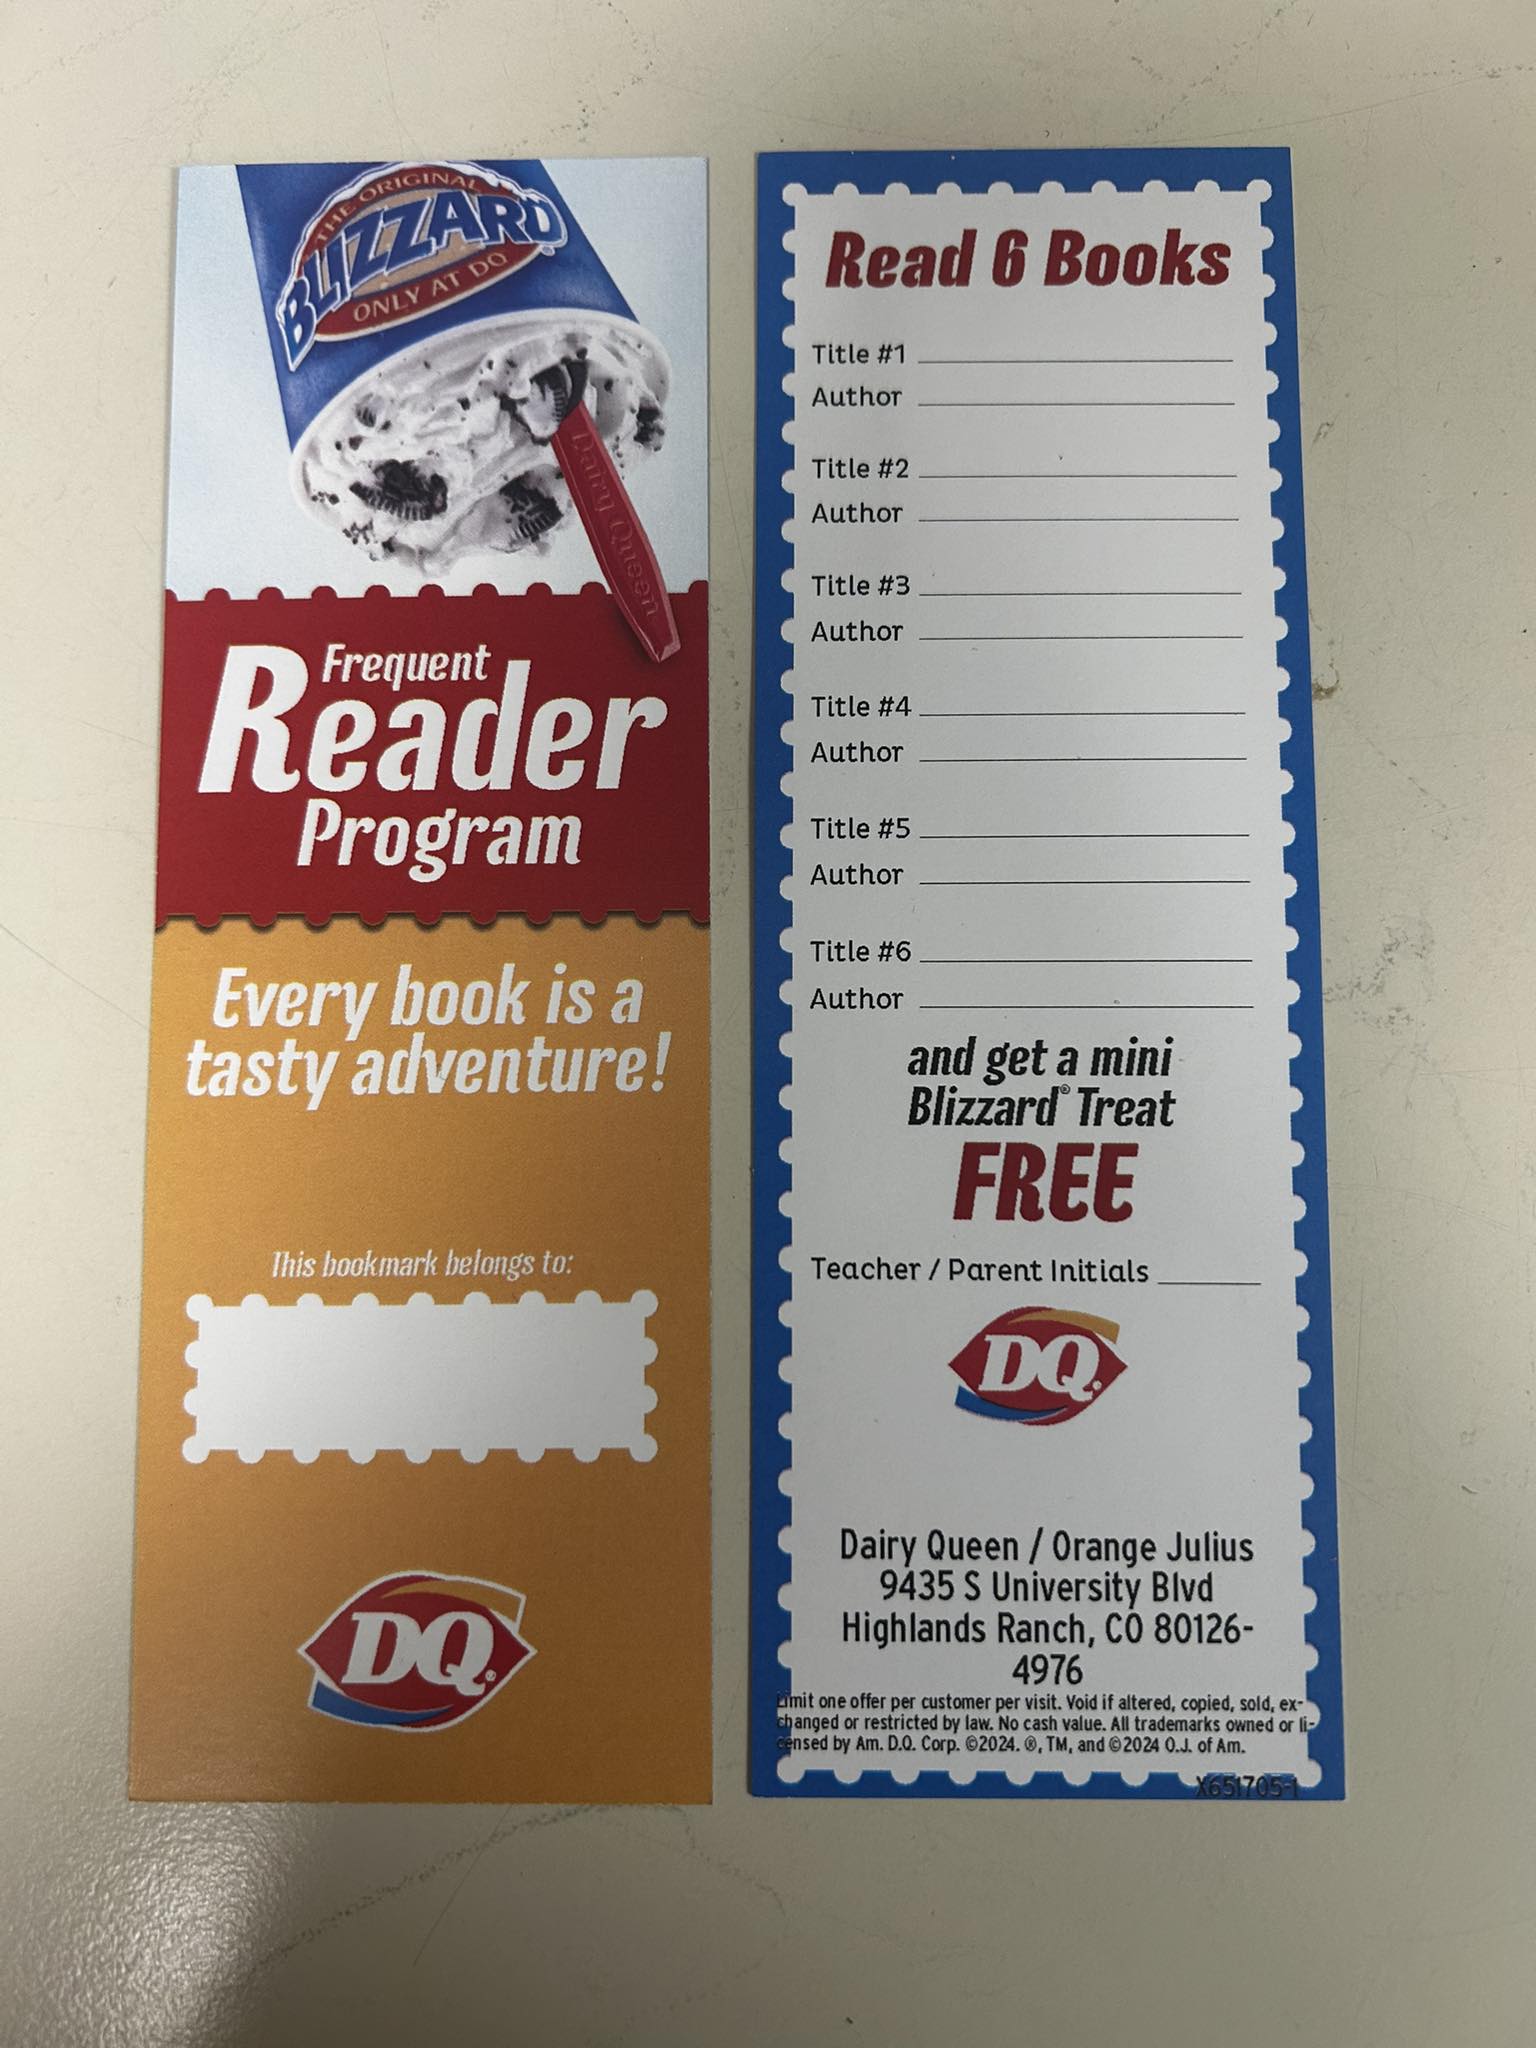 THE ORIGINAL
BLIZZARD®
ONLY AT DQ
Dairy Queen
Frequent
Reader
Program
Every book is a
tasty adventure!
This bookmark belongs to:
DQ®
Read 6 Books
Title #1
Author
Title #2
Author
Title #3
Author
Title #4
Author
Title #5
Author
Title #6
Author
and get a mini
Blizzard® Treat
FREE
Teacher / Parent Initials
DQ®
Dairy Queen / Orange Julius
9435 S University Blvd
Highlands Ranch, CO 80126-
4976
Limit one offer per customer per visit. Void if altered, copied, sold, ex-
changed or restricted by law. No cash value. All trademarks owned or li-
censed by Am. D.Q. Corp. ©2024. ®, TM, and ©2024 O.J. of Am.
X651705-1